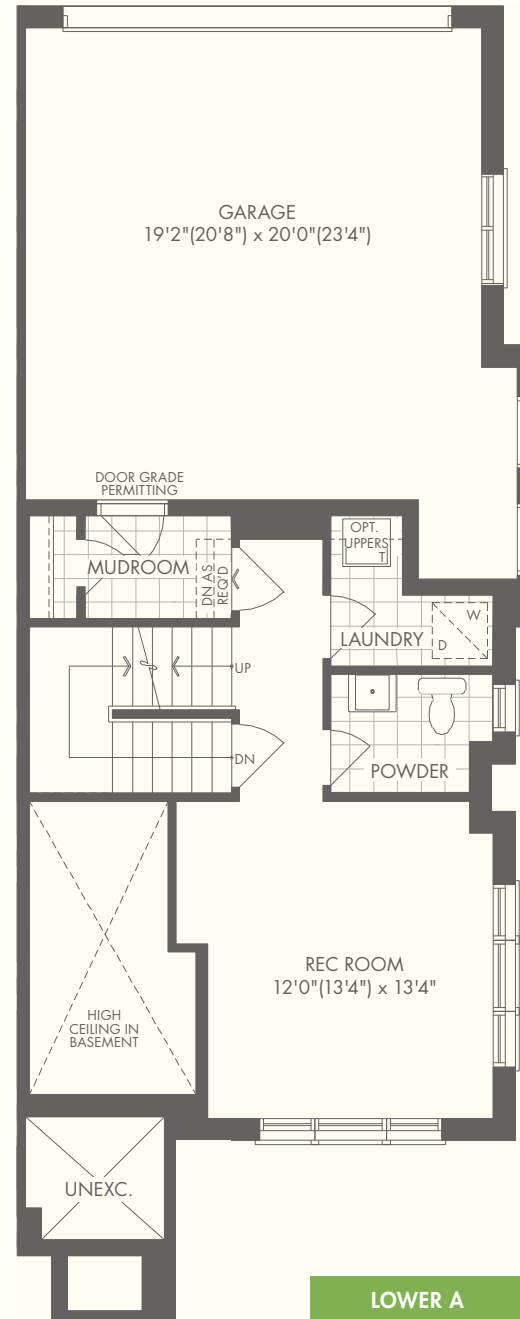 GARAGE
19'2"(20'8") x 20'0"(23'4")
DOOR GRADE
PERMITTING
MUDROOM
DN AS
REQ'D
OPT.
UPPERS
T
W
D
LAUNDRY
UP
DN
POWDER
REC ROOM
12'0"(13'4") x 13'4"
HIGH
CEILING IN
BASEMENT
UNEXC.
LOWER A